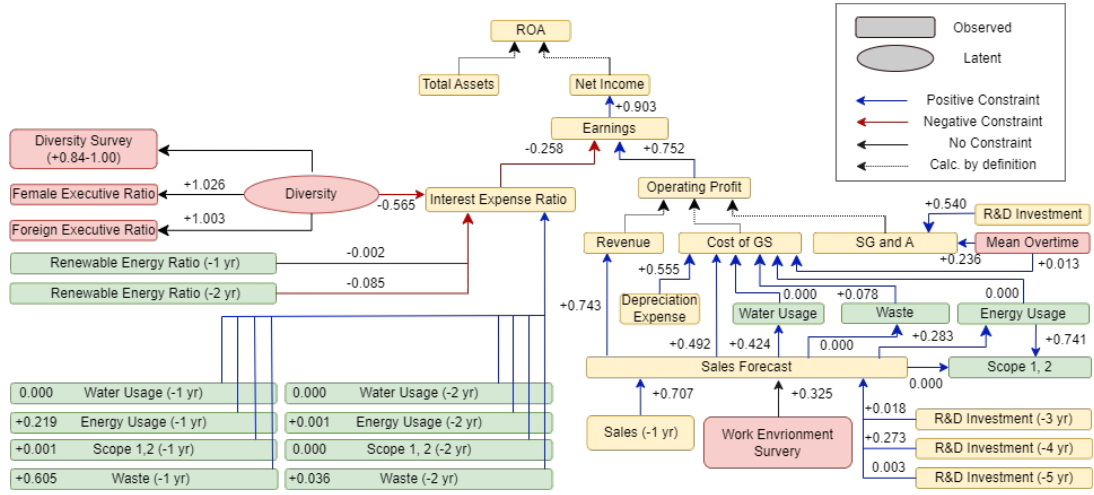 ROA
Observed
Latent
Positive Constraint
Negative Constraint
No Constraint
Calc. by definition
Total Assets
Net Income
+0.903
Earnings
-0.258
+0.752
Diversity Survey
(+0.84-1.00)
Female Executive Ratio
+1.026
Foreign Executive Ratio
+1.003
Diversity
-0.565
Interest Expense Ratio
Operating Profit
+0.540
R&D Investment
Revenue
Cost of GS
SG and A
Mean Overtime
+0.236
+0.013
Renewable Energy Ratio (-1 yr)
-0.002
Renewable Energy Ratio (-2 yr)
-0.085
+0.555
0.000
+0.078
0.000
+0.743
Depreciation
Expense
Water Usage
Waste
Energy Usage
+0.492
+0.424
0.000
+0.283
+0.741
Sales Forecast
0.000
Scope 1, 2
0.000 Water Usage (-1 yr)
+0.219 Energy Usage (-1 yr)
+0.001 Scope 1,2 (-1 yr)
+0.605 Waste (-1 yr)
0.000 Water Usage (-2 yr)
+0.001 Energy Usage (-2 yr)
0.000 Scope 1, 2 (-2 yr)
+0.036 Waste (-2 yr)
+0.707
+0.325
Sales (-1 yr)
Work Envrionment
Survery
+0.018
R&D Investment (-3 yr)
+0.273
R&D Investment (-4 yr)
0.003
R&D Investment (-5 yr)